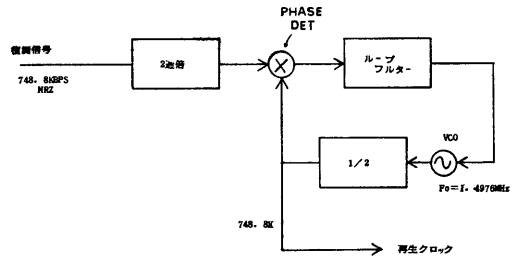 PHASE
DET
復調信号
748. 8KBPS
NRZ
2逓倍
ループ
フィルター
VCO
1/2
Fo=1. 4976MHz
748. 8K
再生クロック